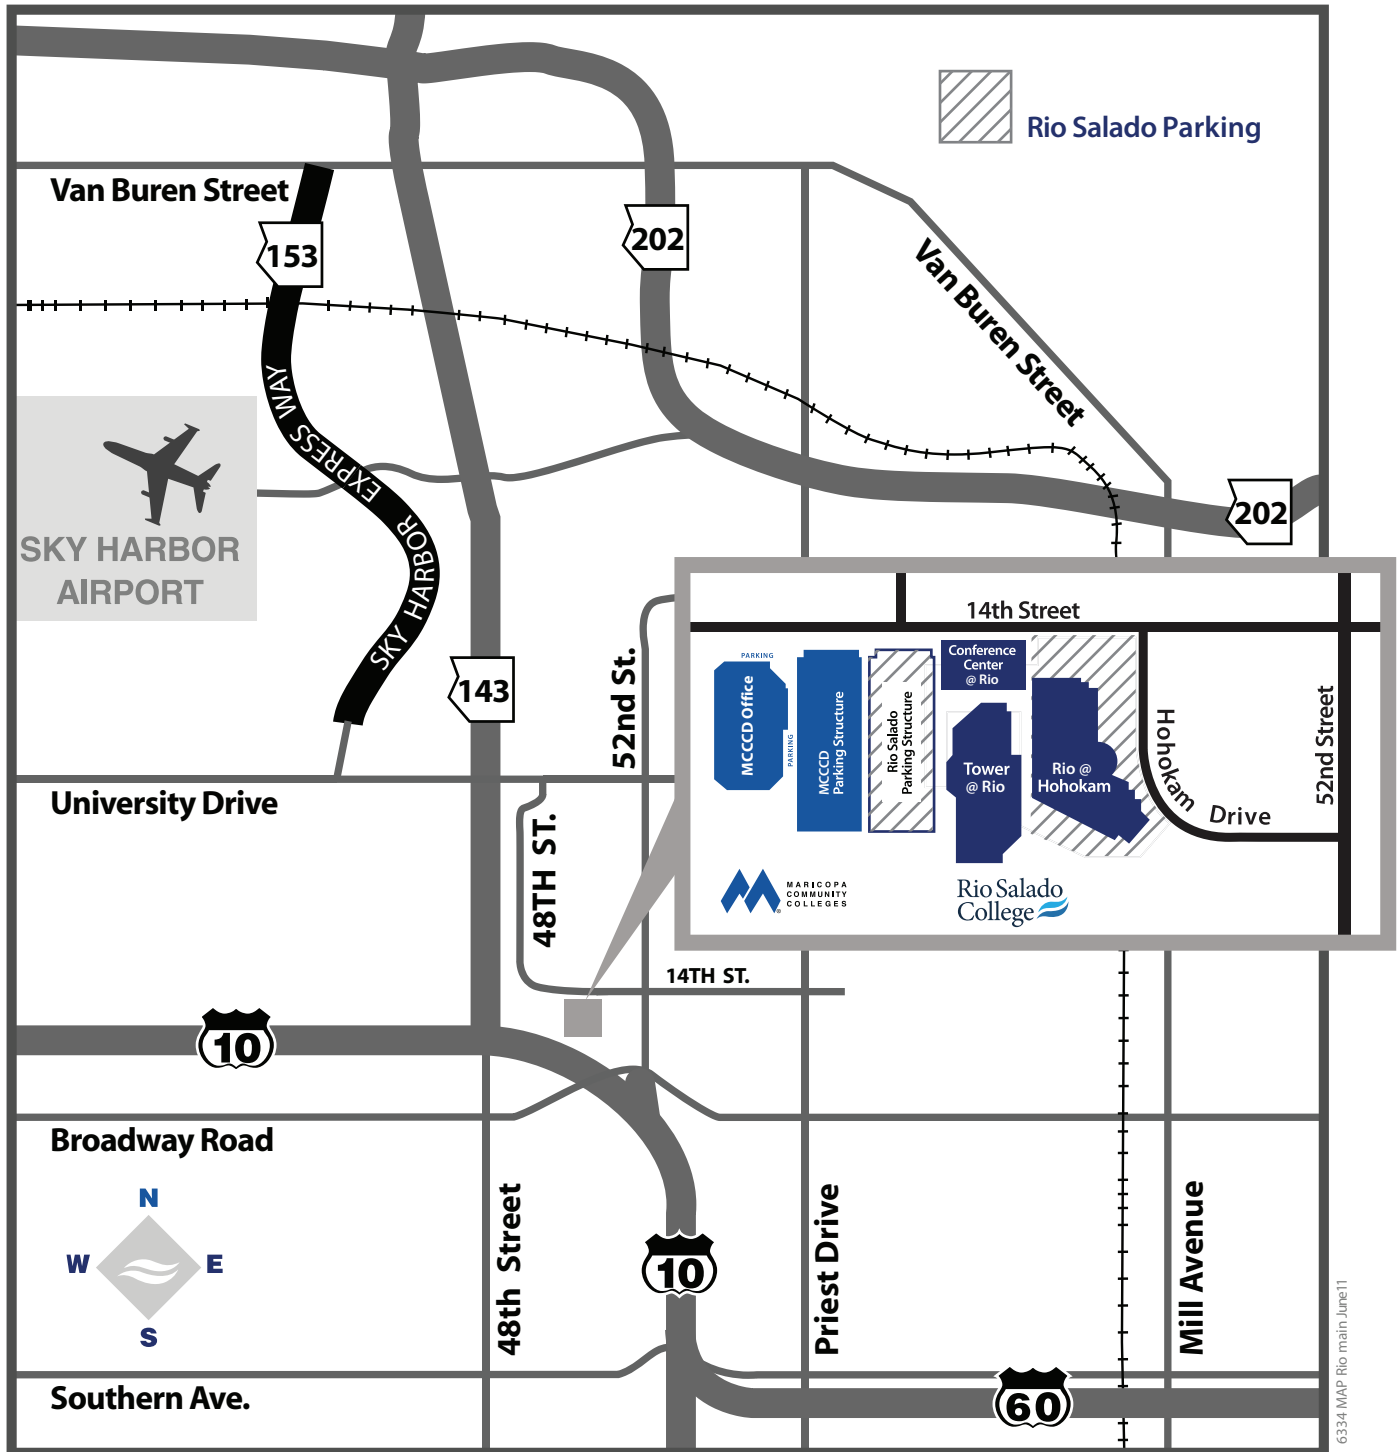 Rio Salado Parking
Van Buren Street
153
202
Van Buren Street
SKY HARBOR
EXPRESS WAY
SKY HARBOR
AIRPORT
202
143
52nd St.
14th Street
PARKING
MCCCD Office
PARKING
MCCCD
Parking Structure
Rio Salado
Parking Structure
Conference
Center
@ Rio
Tower
@ Rio
Rio @
Hohokam
Hohokam Drive
52nd Street
MARICOPA
COMMUNITY
COLLEGES
®
Rio Salado
College
University Drive
48TH ST.
14TH ST.
10
Broadway Road
N
W
E
S
48th Street
10
Priest Drive
Mill Avenue
60
Southern Ave.
6334 MAP Rio main June11